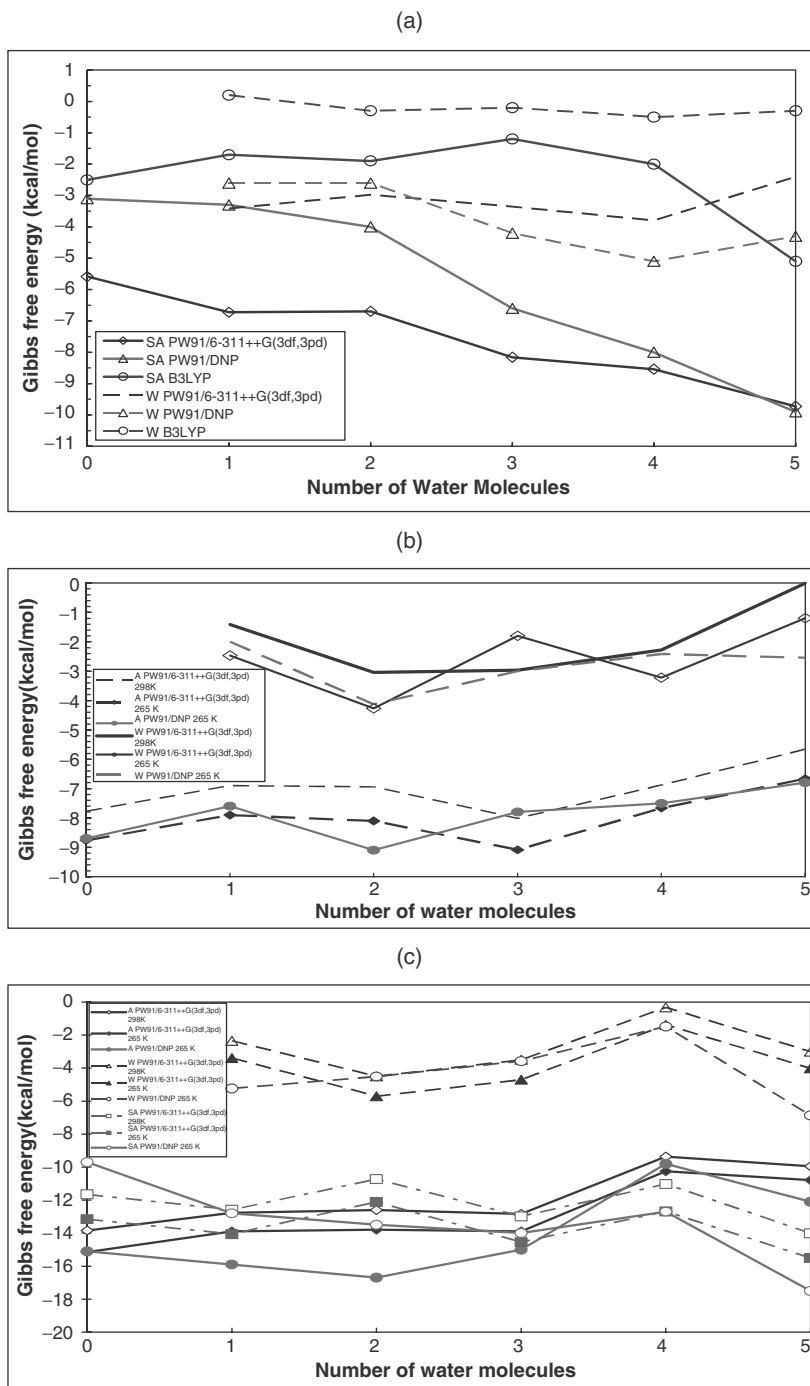 (a)
1
0
−1
−2
−3
−4
−5
−6
−7
−8
−9
−10
−11
Gibbs free energy (kcal/mol)
SA PW91/6-311++G(3df,3pd)
SA PW91/DNP
SA B3LYP
W PW91/6-311++G(3df,3pd)
W PW91/DNP
W B3LYP
0 1 2 3 4 5
Number of Water Molecules
(b)
0
−1
−2
−3
−4
−5
−6
−7
−8
−9
−10
Gibbs free energy(kcal/mol)
A PW91/6-311++G(3df,3pd)
298K
A PW91/6-311++G(3df,3pd)
265 K
A PW91/DNP 265 K
W PW91/6-311++G(3df,3pd)
298K
W PW91/6-311++G(3df,3pd)
265 K
W PW91/DNP 265 K
0 1 2 3 4 5
Number of water molecules
(c)
0
−2
−4
−6
−8
−10
−12
−14
−16
−18
−20
Gibbs free energy(kcal/mol)
A PW91/6-311++G(3df,3pd)
298K
A PW91/6-311++G(3df,3pd)
265 K
A PW91/DNP 265 K
W PW91/6-311++G(3df,3pd)
298K
W PW91/6-311++G(3df,3pd)
265 K
W PW91/DNP 265 K
SA PW91/6-311++G(3df,3pd)
298K
SA PW91/6-311++G(3df,3pd)
265 K
SA PW91/DNP 265 K
0 1 2 3 4 5
Number of water molecules